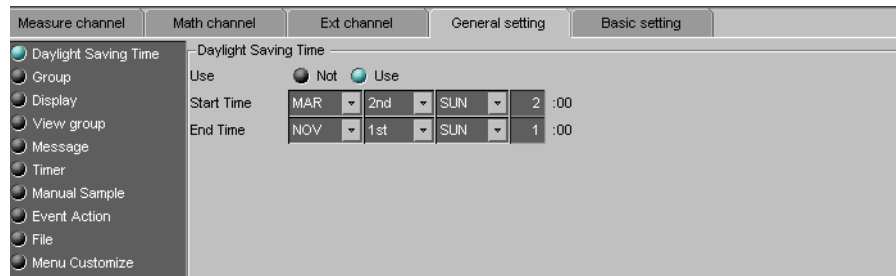 Measure channel Math channel Ext channel General setting Basic setting
Daylight Saving Time
Group
Display
View group
Message
Timer
Manual Sample
Event Action
File
Menu Customize
Daylight Saving Time
Use Not Use
Start Time MAR 2nd SUN 2 :00
End Time NOV 1st SUN 1 :00